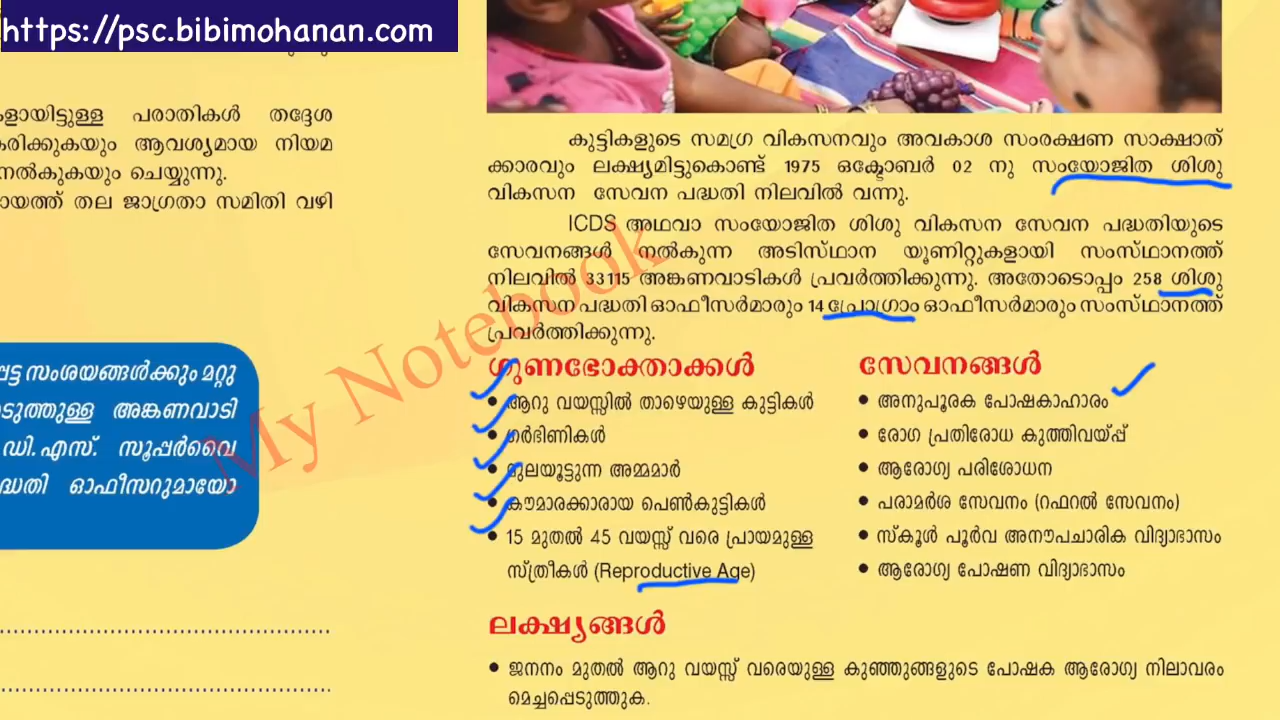 https://psc.bibimohanan.com
കളായിട്ടുള്ള പരാതികൾ തദ്ദേശ
കരിക്കുകയും ആവശ്യമായ നിയമ
നൽകുകയും ചെയ്യുന്നു.
ായത്ത് തല ജാഗ്രതാ സമിതി വഴി
പ്പെട്ട സംശയങ്ങൾക്കും മറ്റു
ടുത്തുള്ള അങ്കണവാടി
ഡി.എസ്. സൂപ്പർവൈ
ദ്ധതി ഓഫീസറുമായോ
കുട്ടികളുടെ സമഗ്ര വികസനവും അവകാശ സംരക്ഷണ സാക്ഷാത്
ക്കാരവും ലക്ഷ്യമിട്ടുകൊണ്ട് 1975 ഒക്ടോബർ 02 നു സംയോജിത ശിശു
വികസന സേവന പദ്ധതി നിലവിൽ വന്നു.
ICDS അഥവാ സംയോജിത ശിശു വികസന സേവന പദ്ധതിയുടെ
സേവനങ്ങൾ നൽകുന്ന അടിസ്ഥാന യൂണിറ്റുകളായി സംസ്ഥാനത്ത്
നിലവിൽ 33115 അങ്കണവാടികൾ പ്രവർത്തിക്കുന്നു. അതോടൊപ്പം 258 ശിശു
വികസന പദ്ധതി ഓഫീസർമാരും 14 പ്രോഗ്രാം ഓഫീസർമാരും സംസ്ഥാനത്ത്
പ്രവർത്തിക്കുന്നു.
ഗുണഭോക്താക്കൾ
• ആറു വയസ്സിൽ താഴെയുള്ള കുട്ടികൾ
• ഗർഭിണികൾ
• മുലയൂട്ടുന്ന അമ്മമാർ
• കൗമാരക്കാരായ പെൺകുട്ടികൾ
• 15 മുതൽ 45 വയസ്സ് വരെ പ്രായമുള്ള
സ്ത്രീകൾ (Reproductive Age)
സേവനങ്ങൾ
• അനുപൂരക പോഷകാഹാരം
• രോഗ പ്രതിരോധ കുത്തിവയ്പ്പ്
• ആരോഗ്യ പരിശോധന
• പരാമർശ സേവനം (റഫറൽ സേവനം)
• സ്കൂൾ പൂർവ അനൗപചാരിക വിദ്യാഭാസം
• ആരോഗ്യ പോഷണ വിദ്യാഭാസം
ലക്ഷ്യങ്ങൾ
• ജനനം മുതൽ ആറു വയസ്സ് വരെയുള്ള കുഞ്ഞുങ്ങളുടെ പോഷക ആരോഗ്യ നിലാവരം
മെച്ചപ്പെടുത്തുക.
My Notebook